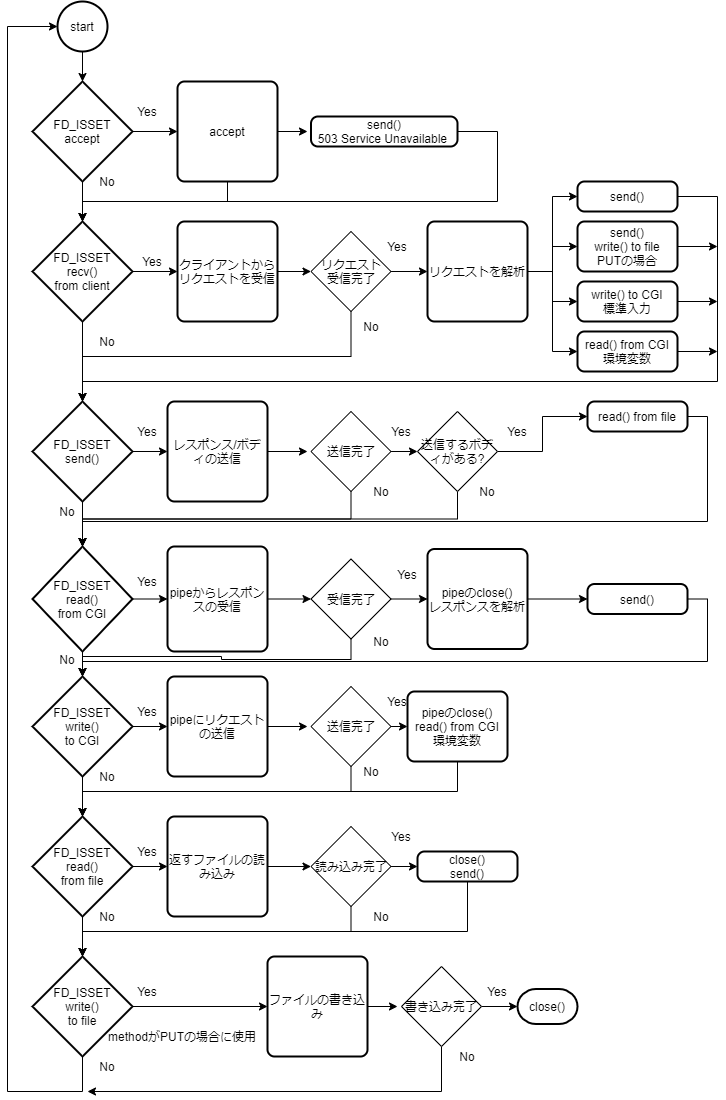 start
FD_ISSET
accept
Yes
accept
send()
503 Service Unavailable
No
FD_ISSET
recv()
from client
Yes
クライアントから
リクエストを受信
リクエスト
受信完了
Yes
No
リクエストを解析
send()
send()
write() to file
PUTの場合
write() to CGI
標準入力
read() from CGI
環境変数
No
FD_ISSET
send()
Yes
レスポンス/ボデ
ィの送信
送信完了
Yes
No
送信するボデ
ィがある?
Yes
No
read() from file
No
FD_ISSET
read()
from CGI
Yes
pipeからレスポン
スの受信
受信完了
Yes
No
pipeのclose()
レスポンスを解析
send()
No
FD_ISSET
write()
to CGI
Yes
pipeにリクエスト
の送信
送信完了
Yes
No
pipeのclose()
read() from CGI
環境変数
No
FD_ISSET
read()
from file
Yes
返すファイルの読
み込み
読み込み完了
Yes
No
close()
send()
No
FD_ISSET
write()
to file
Yes
methodがPUTの場合に使用
ファイルの書き込
み
書き込み完了
Yes
No
close()
No